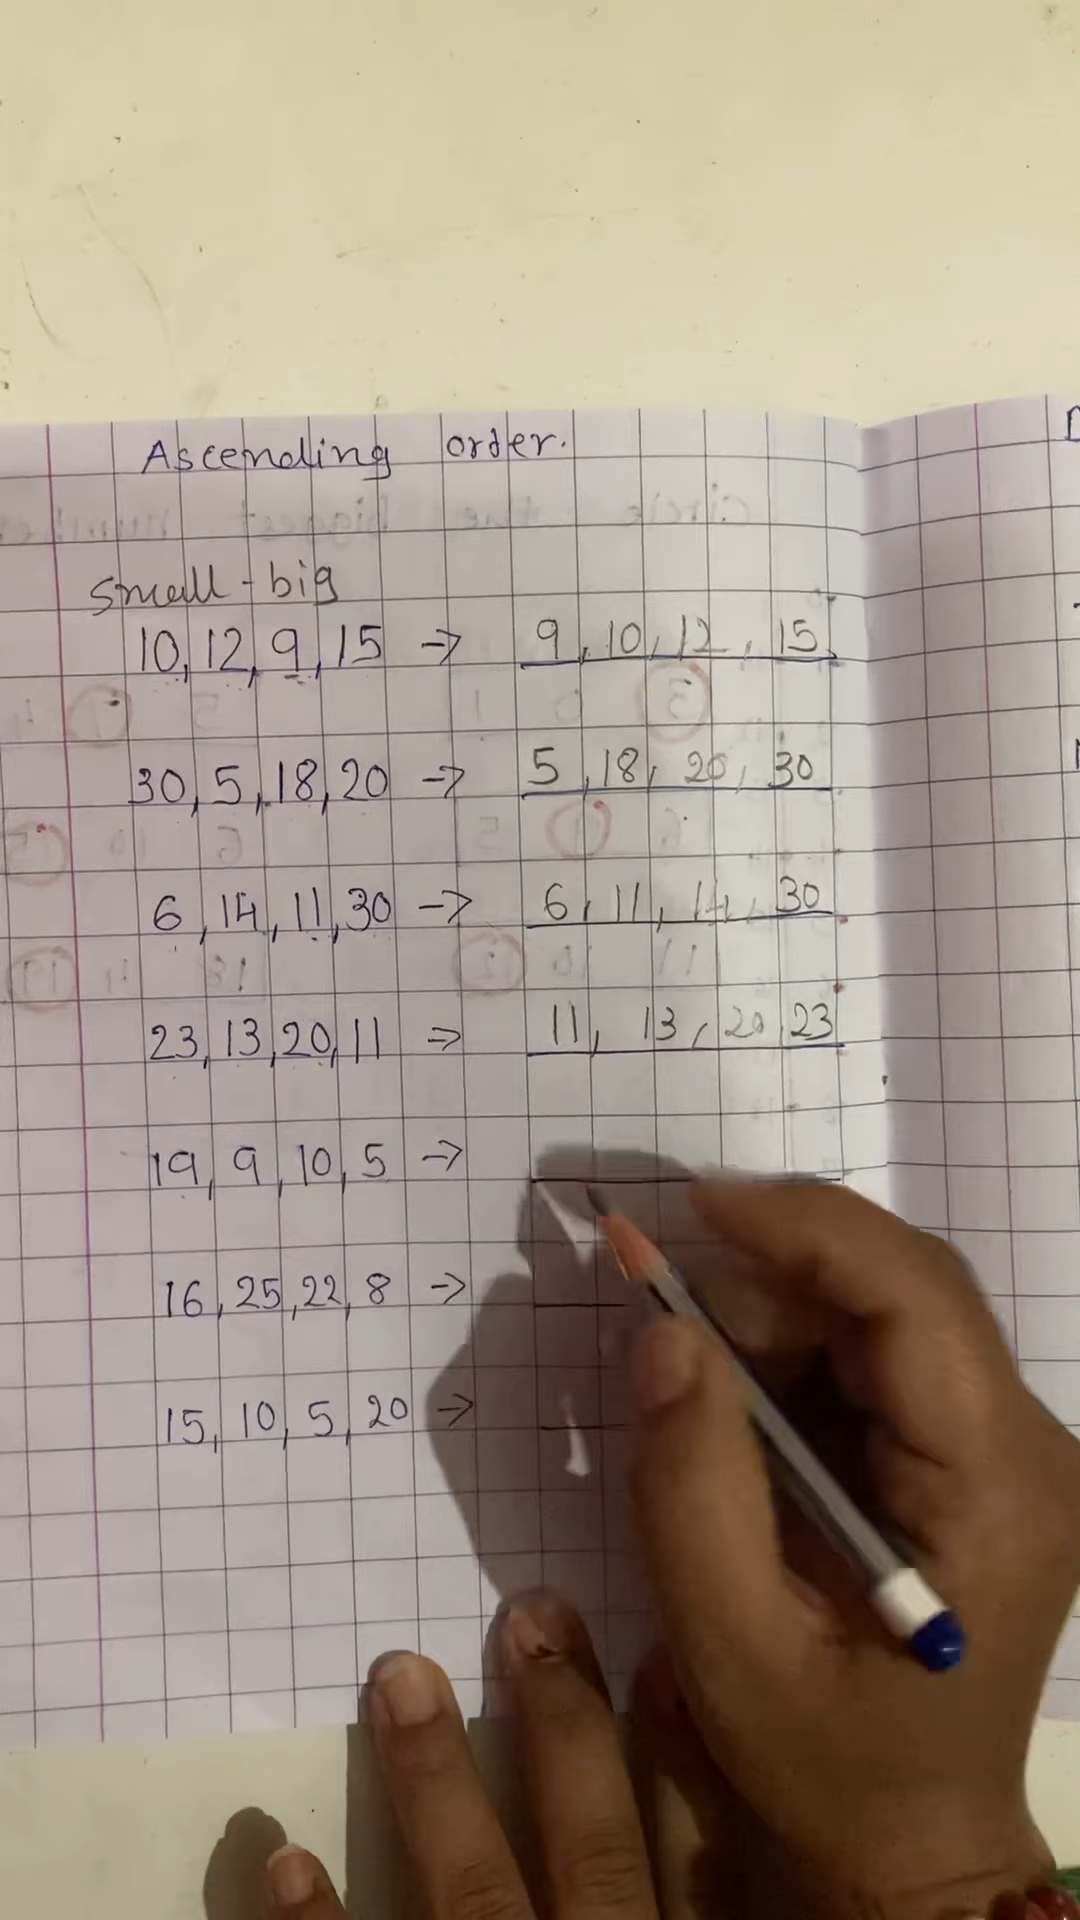 Ascending order.
Small - big
10, 12, 9, 15 → 9, 10, 12, 15
30, 5, 18, 20 → 5, 18, 20, 30
6, 14, 11, 30 → 6, 11, 14, 30
23, 13, 20, 11 → 11, 13, 20, 23
19, 9, 10, 5 →
16, 25, 22, 8 →
15, 10, 5, 20 →